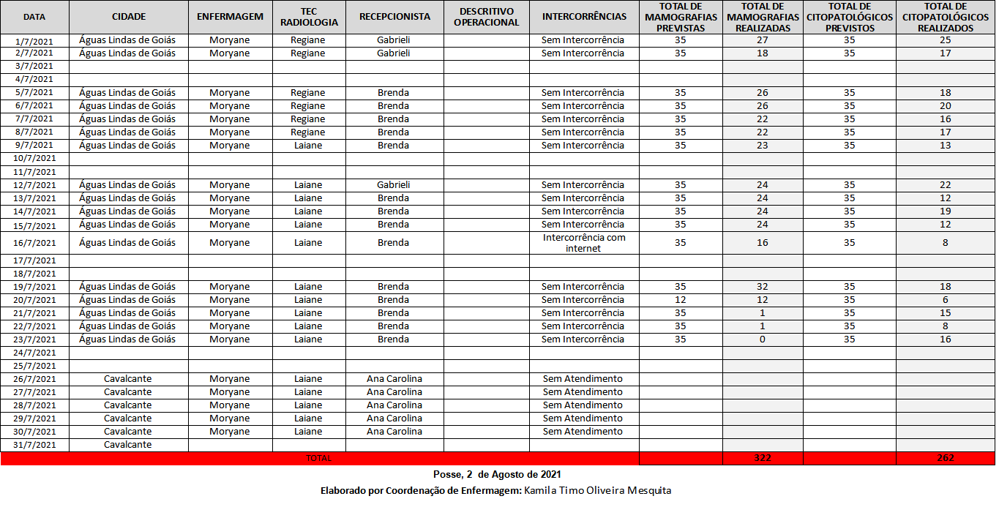 DATA CIDADE ENFERMAGEM TEC RADIOLOGIA RECEPCIONISTA DESCRITIVO OPERACIONAL INTERCORRÊNCIAS TOTAL DE MAMOGRAFIAS PREVISTAS TOTAL DE MAMOGRAFIAS REALIZADAS TOTAL DE CITOPATOLÓGICOS PREVISTOS TOTAL DE CITOPATOLÓGICOS REALIZADOS
1/7/2021 Águas Lindas de Goiás Moryane Regiane Gabrieli Sem Intercorrência 35 27 35 25
2/7/2021 Águas Lindas de Goiás Moryane Regiane Gabrieli Sem Intercorrência 35 18 35 17
3/7/2021
4/7/2021
5/7/2021 Águas Lindas de Goiás Moryane Regiane Brenda Sem Intercorrência 35 26 35 18
6/7/2021 Águas Lindas de Goiás Moryane Regiane Brenda Sem Intercorrência 35 26 35 20
7/7/2021 Águas Lindas de Goiás Moryane Regiane Brenda Sem Intercorrência 35 22 35 16
8/7/2021 Águas Lindas de Goiás Moryane Regiane Brenda Sem Intercorrência 35 22 35 17
9/7/2021 Águas Lindas de Goiás Moryane Laiane Brenda Sem Intercorrência 35 23 35 13
10/7/2021
11/7/2021
12/7/2021 Águas Lindas de Goiás Moryane Laiane Gabrieli Sem Intercorrência 35 24 35 22
13/7/2021 Águas Lindas de Goiás Moryane Laiane Brenda Sem Intercorrência 35 24 35 12
14/7/2021 Águas Lindas de Goiás Moryane Laiane Brenda Sem Intercorrência 35 24 35 19
15/7/2021 Águas Lindas de Goiás Moryane Laiane Brenda Sem Intercorrência 35 24 35 12
16/7/2021 Águas Lindas de Goiás Moryane Laiane Brenda Intercorrência com internet 35 16 35 8
17/7/2021
18/7/2021
19/7/2021 Águas Lindas de Goiás Moryane Laiane Brenda Sem Intercorrência 35 32 35 18
20/7/2021 Águas Lindas de Goiás Moryane Laiane Brenda Sem Intercorrência 12 12 35 6
21/7/2021 Águas Lindas de Goiás Moryane Laiane Brenda Sem Intercorrência 35 1 35 15
22/7/2021 Águas Lindas de Goiás Moryane Laiane Brenda Sem Intercorrência 35 1 35 8
23/7/2021 Águas Lindas de Goiás Moryane Laiane Brenda Sem Intercorrência 35 0 35 16
24/7/2021
25/7/2021
26/7/2021 Cavalcante Moryane Laiane Ana Carolina Sem Atendimento
27/7/2021 Cavalcante Moryane Laiane Ana Carolina Sem Atendimento
28/7/2021 Cavalcante Moryane Laiane Ana Carolina Sem Atendimento
29/7/2021 Cavalcante Moryane Laiane Ana Carolina Sem Atendimento
30/7/2021 Cavalcante Moryane Laiane Ana Carolina Sem Atendimento
31/7/2021 Cavalcante
TOTAL 322 262
Posse, 2 de Agosto de 2021
Elaborado por Coordenação de Enfermagem: Kamila Timo Oliveira Mesquita